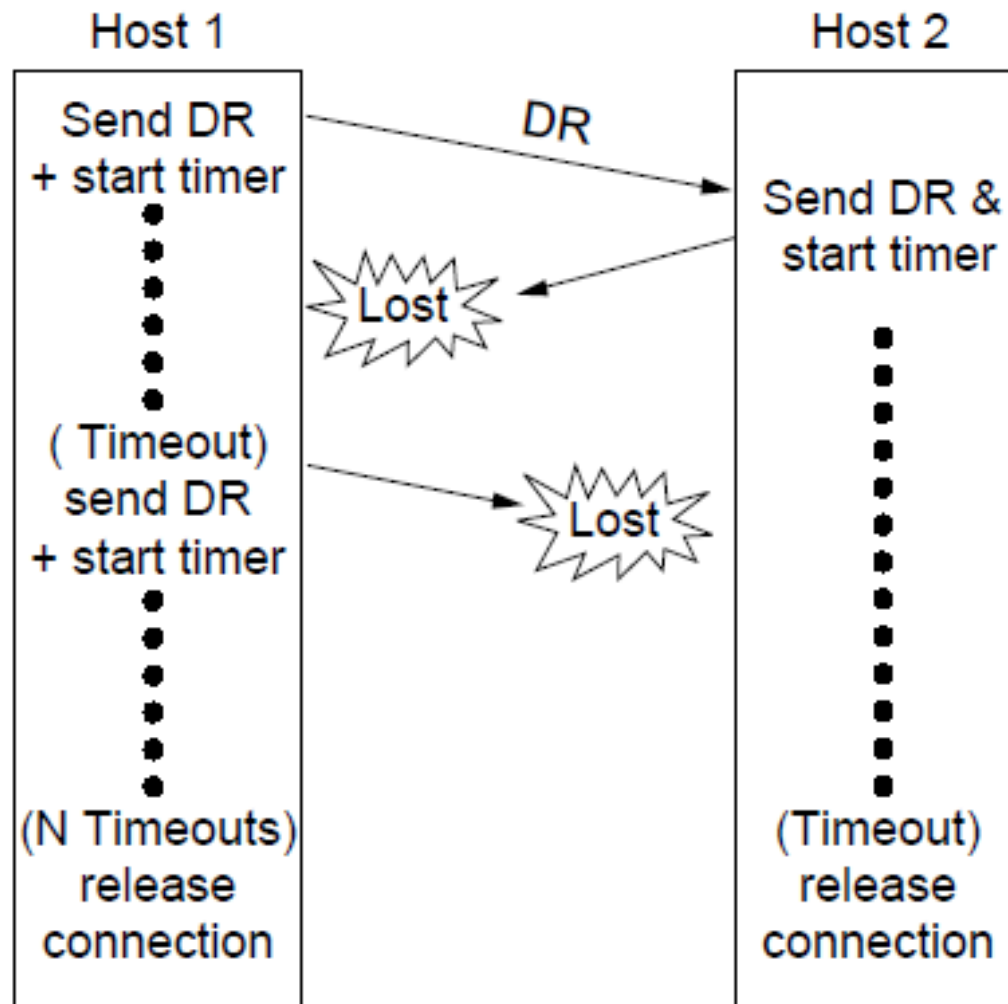 Host 1
Host 2
Send DR
+ start timer
DR
Send DR &
start timer
Lost
( Timeout)
send DR
+ start timer
Lost
(N Timeouts)
release
connection
(Timeout)
release
connection